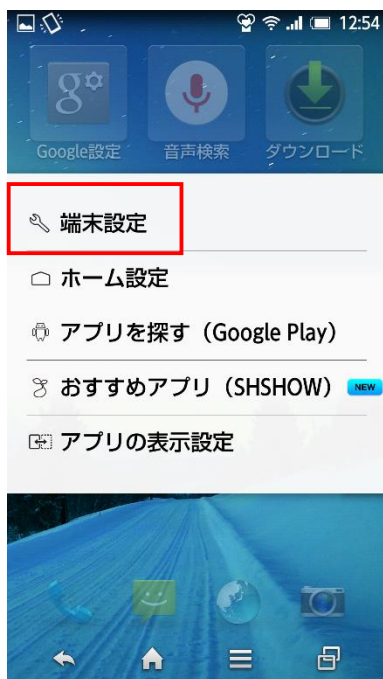 12:54
Google設定 音声検索 ダウンロード
端末設定
ホーム設定
アプリを探す（Google Play）
おすすめアプリ（SHSHOW） NEW
アプリの表示設定